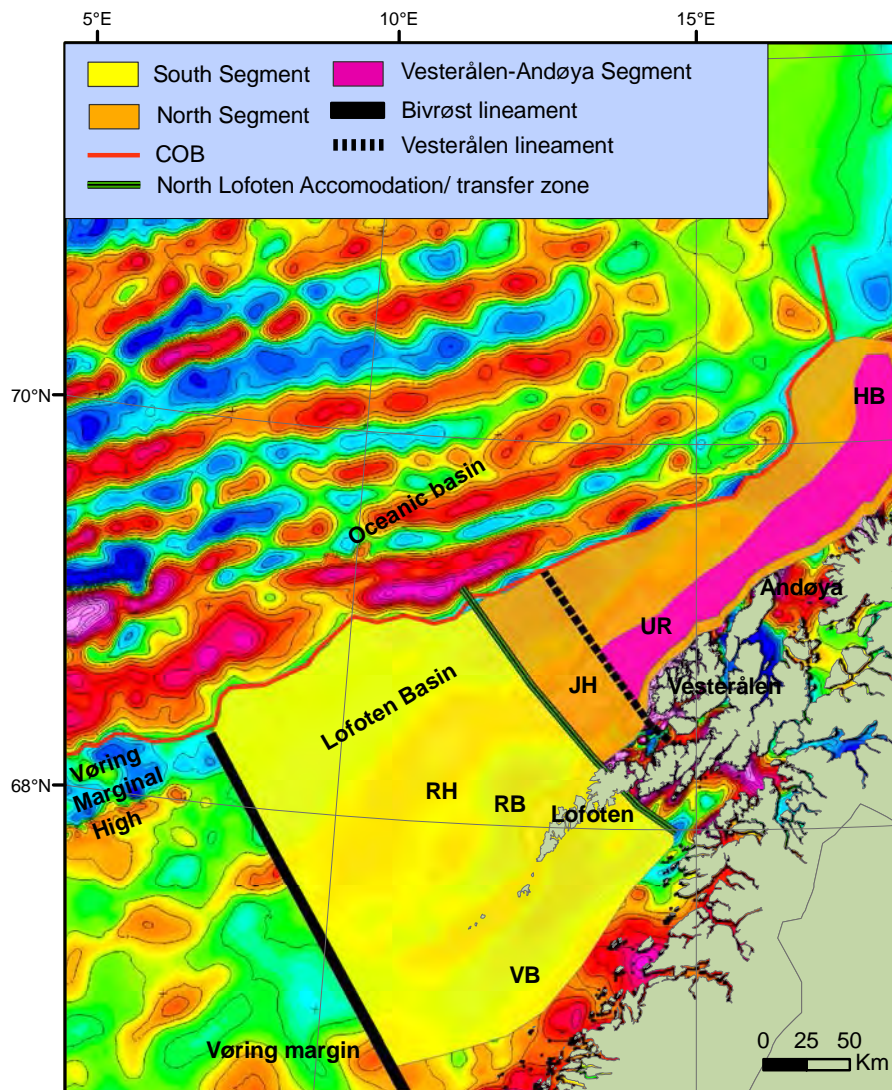 5°E 10°E 15°E
South Segment Vesterålen-Andøya Segment
North Segment Bivrøst lineament
COB Vesterålen lineament
North Lofoten Accomodation/ transfer zone
70°N
HB
Oceanic basin
Andøya
UR
JH Vesterålen
Lofoten Basin
Vøring
Marginal
High
68°N
RH
RB
Lofoten
VB
Vøring margin
0 25 50
Km